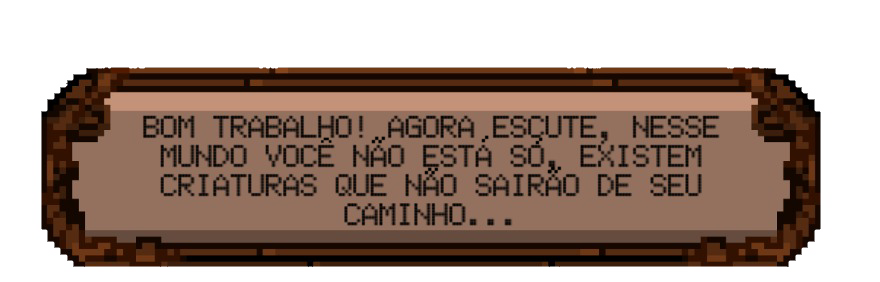 BOM TRABALHO! AGORA ESCUTE, NESSE
MUNDO VOCÊ NÃO ESTÁ SÓ, EXISTEM
CRIATURAS QUE NÃO SAIRÃO DE SEU
CAMINHO...